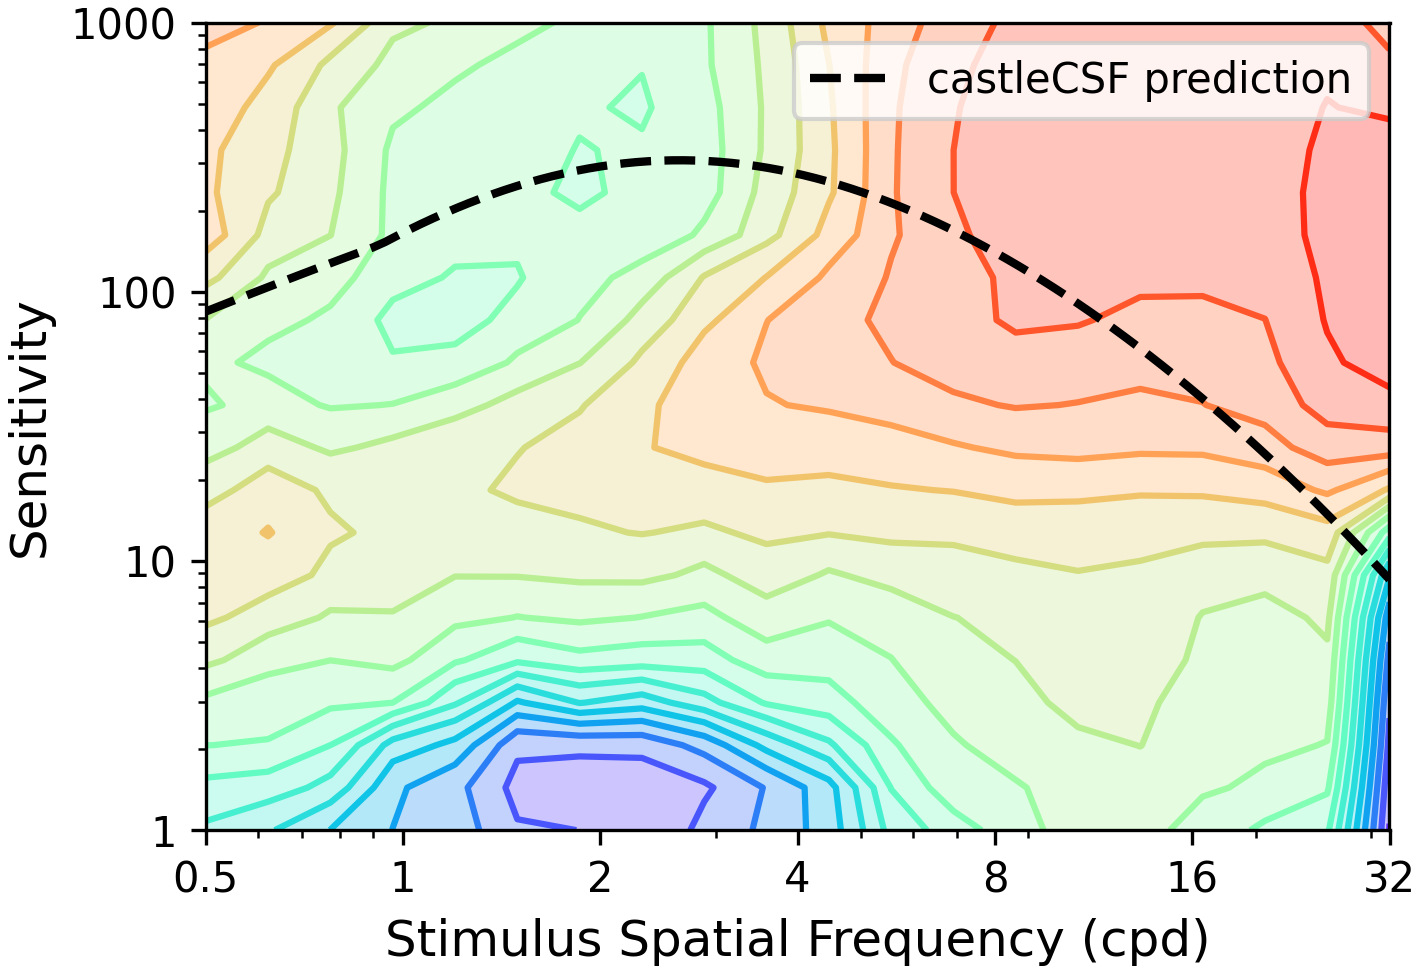 1000
100
10
1
Sensitivity
castleCSF prediction
0.5 1 2 4 8 16 32
Stimulus Spatial Frequency (cpd)